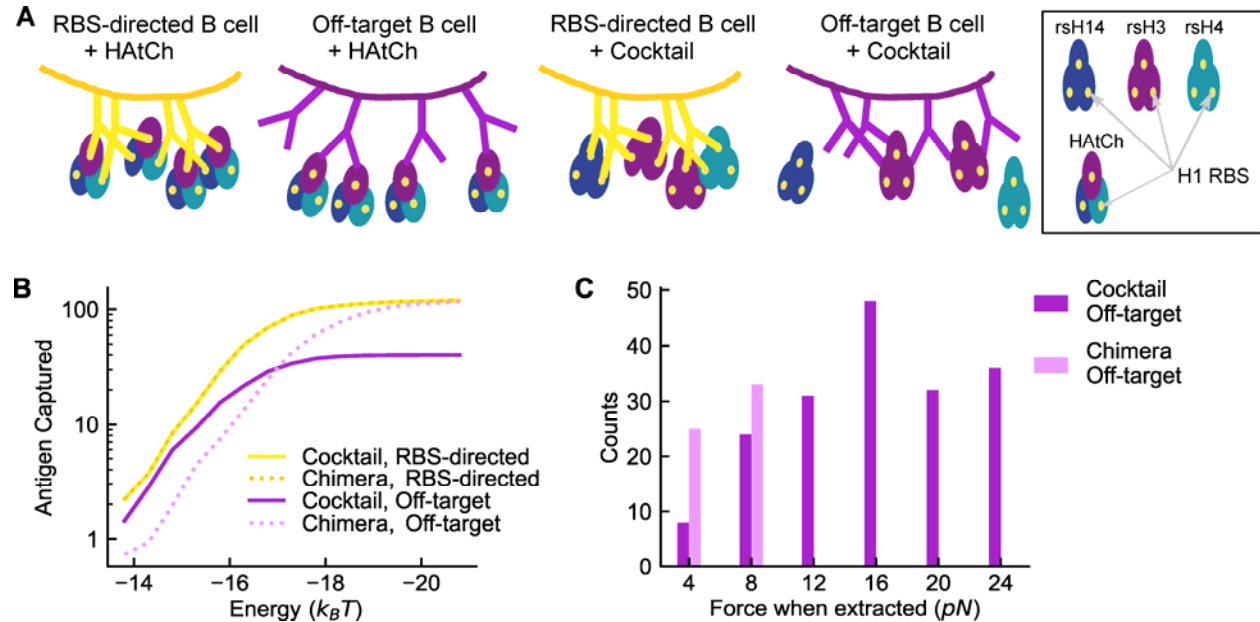 A
RBS-directed B cell
+ HAtCh
Off-target B cell
+ HAtCh
RBS-directed B cell
+ Cocktail
Off-target B cell
+ Cocktail
rsH14 rsH3 rsH4
HAtCh
H1 RBS
B
Antigen Captured
100
10
1
Cocktail, RBS-directed
Chimera, RBS-directed
Cocktail, Off-target
Chimera, Off-target
−14 −16 −18 −20
Energy (k_BT)
C
Counts
50
40
30
20
10
0
4 8 12 16 20 24
Force when extracted (pN)
Cocktail
Off-target
Chimera
Off-target